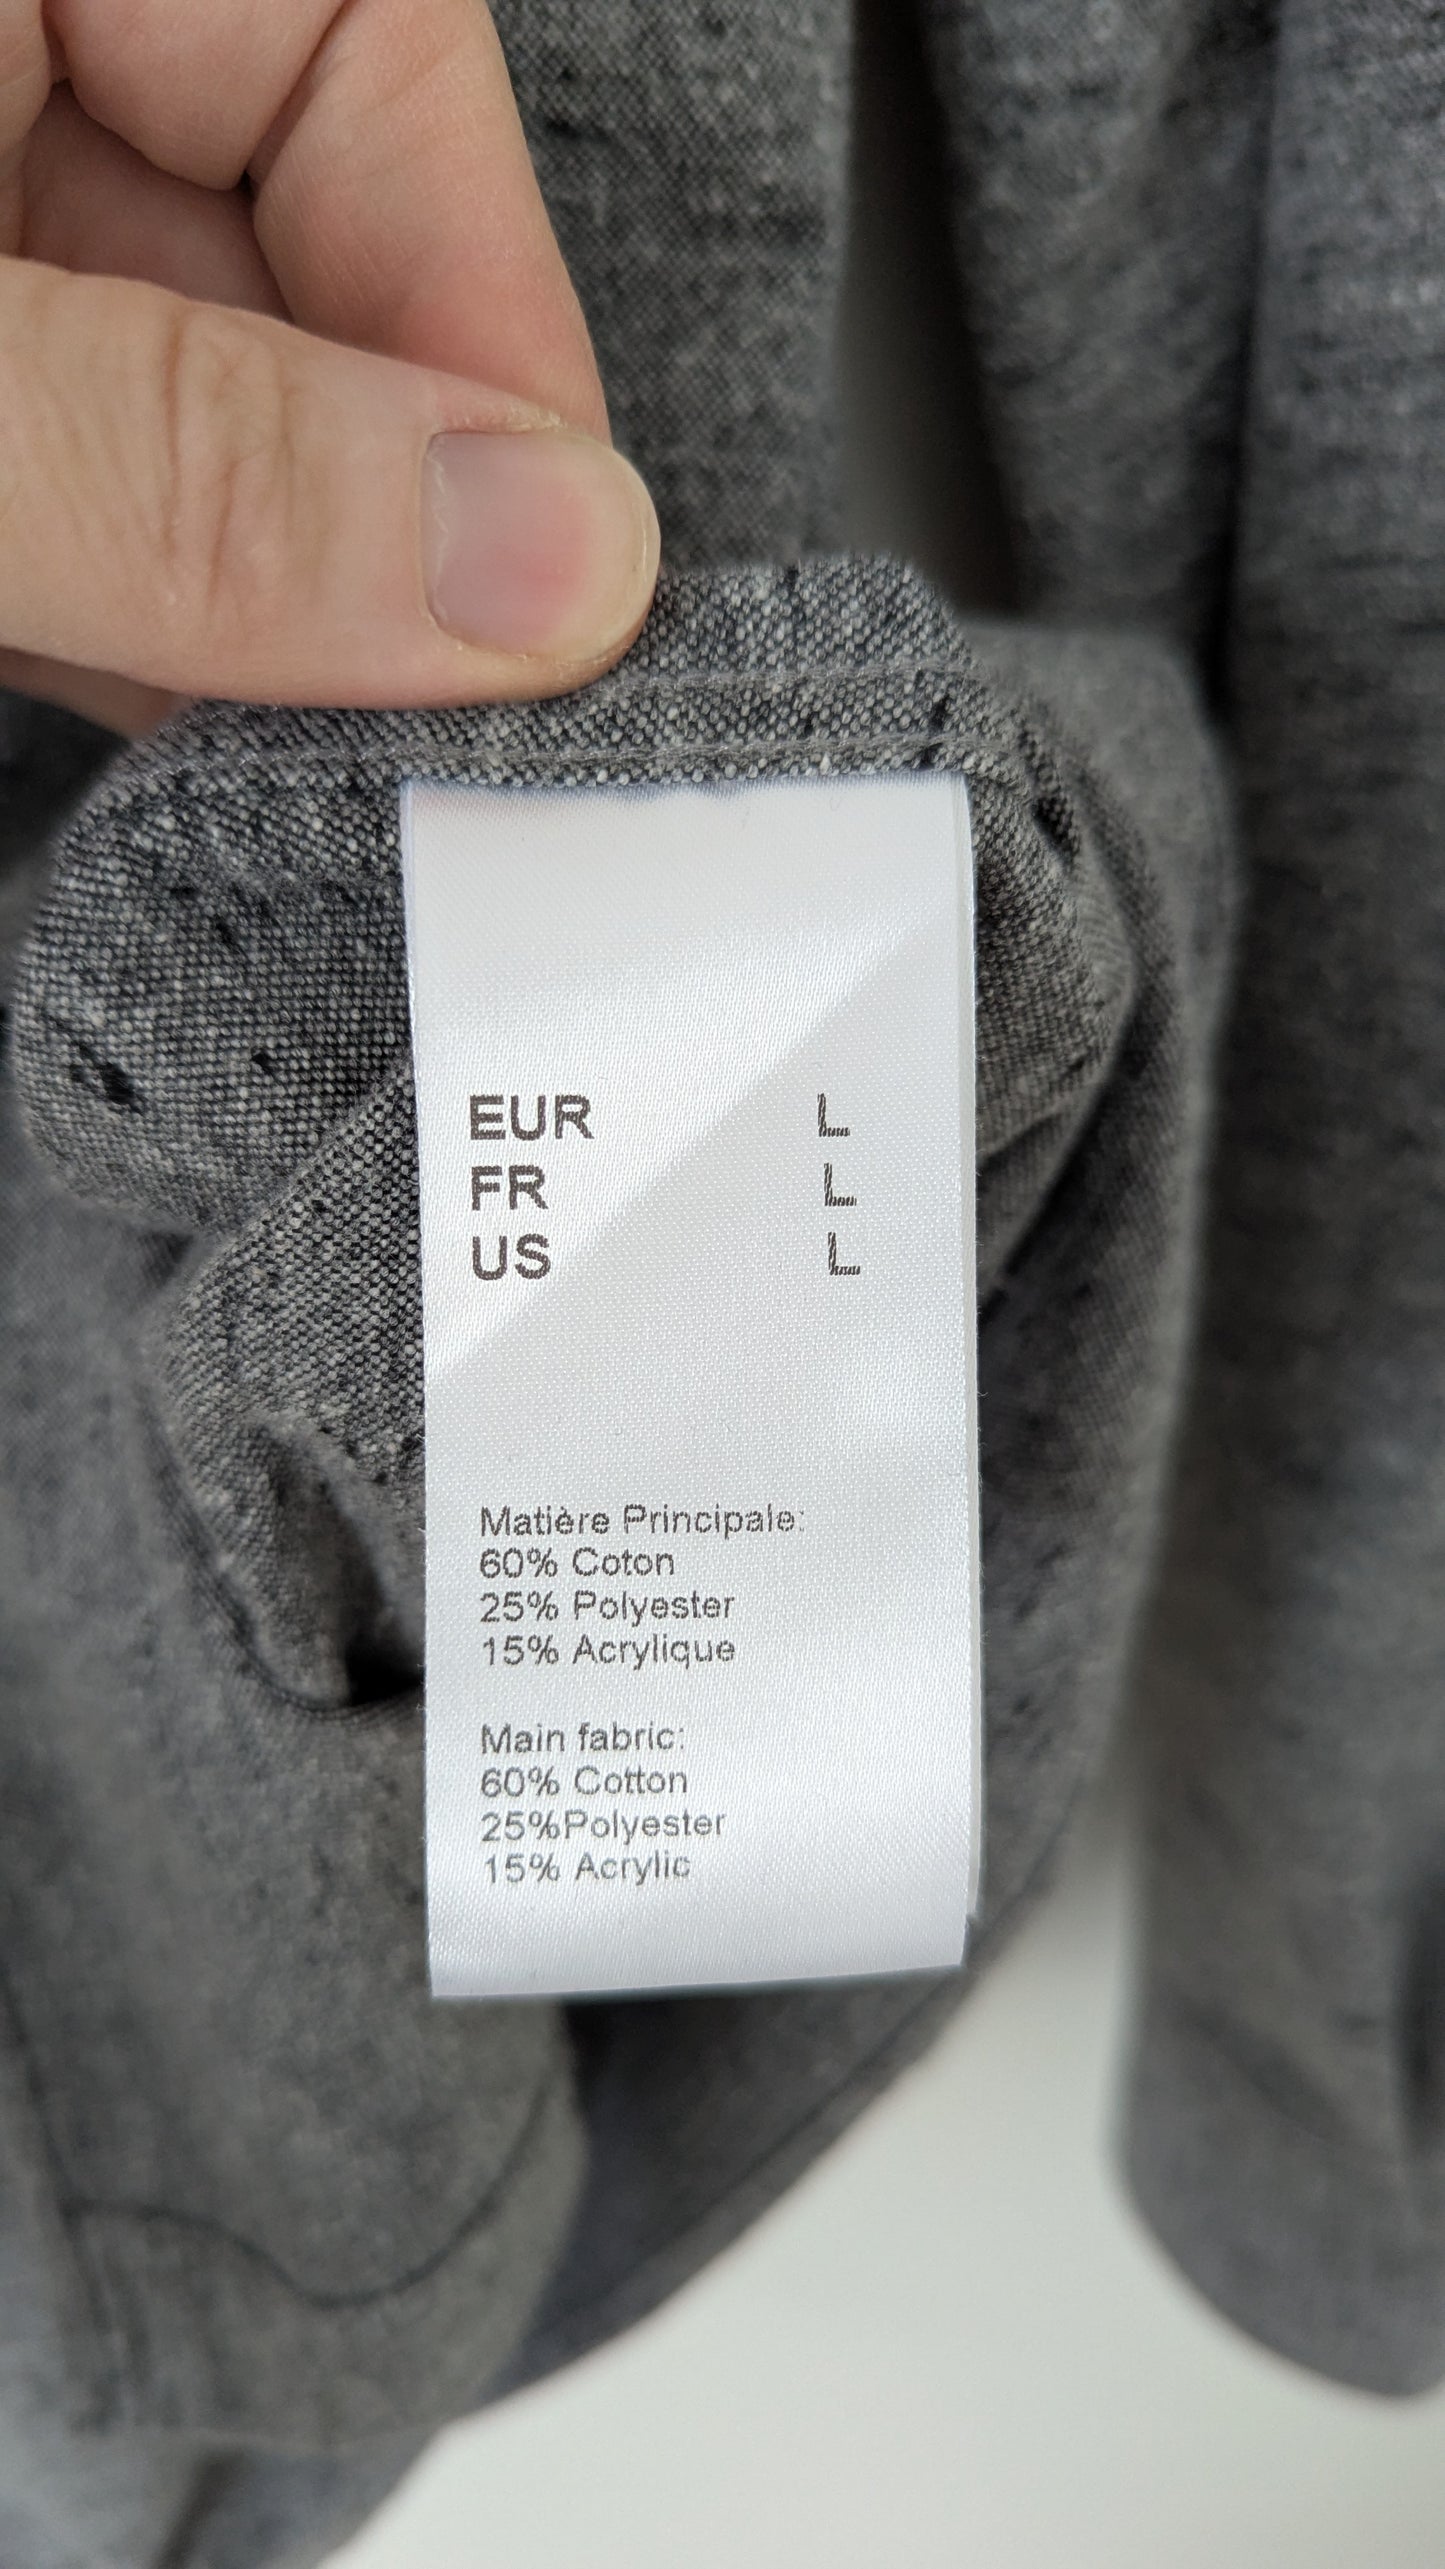 EUR L
FR L
US L
Matière Principale:
60% Coton
25% Polyester
15% Acrylique
Main fabric:
60% Cotton
25%Polyester
15% Acrylic